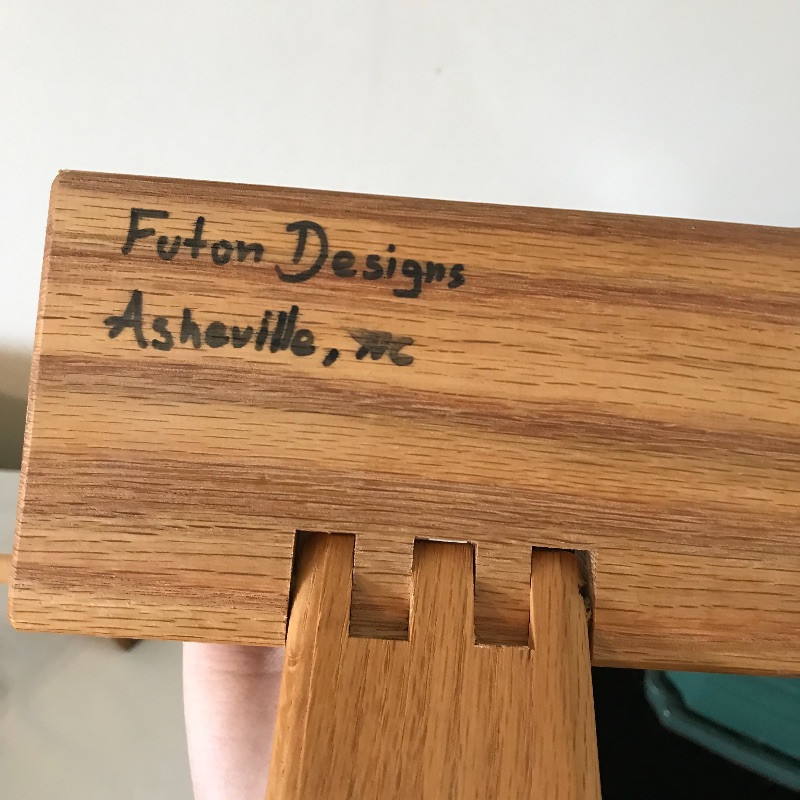 Futon Designs
Asheville, NC